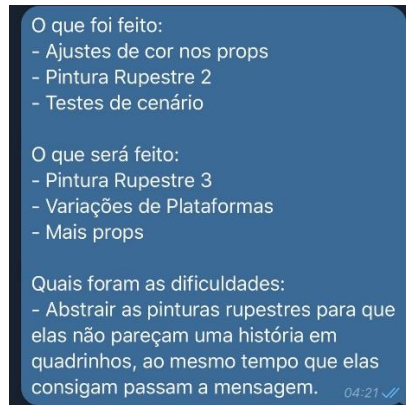 O que foi feito:
- Ajustes de cor nos props
- Pintura Rupestre 2
- Testes de cenário
O que será feito:
- Pintura Rupestre 3
- Variações de Plataformas
- Mais props
Quais foram as dificuldades:
- Abstrair as pinturas rupestres para que
elas não pareçam uma história em
quadrinhos, ao mesmo tempo que elas
consigam passam a mensagem. 04:21